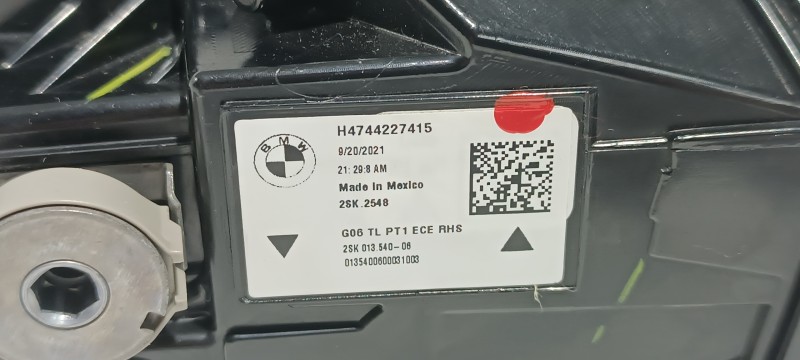 BMW
H4744227415
9/20/2021
21: 29:8 AM
Made in Mexico
2SK.2548
G06 TL PT1 ECE RHS
2SK 013.540-06
0135400600031003